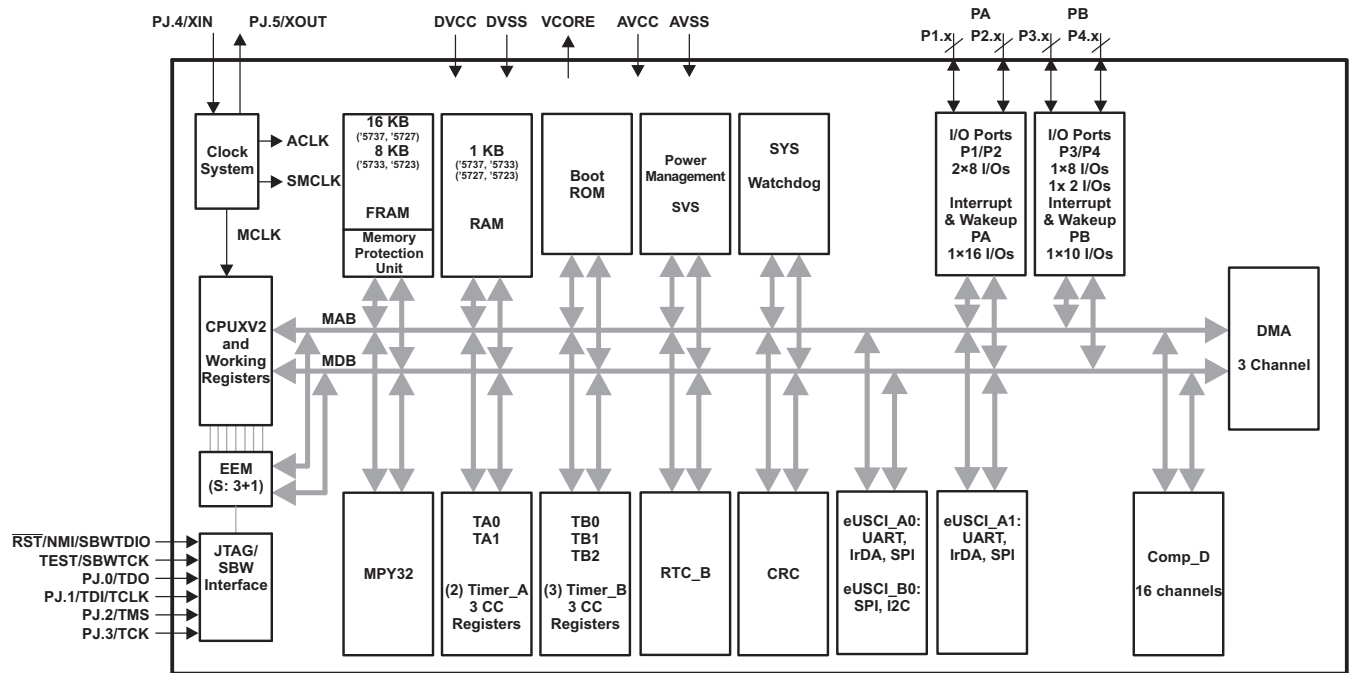 PJ.4/XIN
PJ.5/XOUT
DVCC
DVSS
VCORE
AVCC
AVSS
PA
PB
P1.x
P2.x
P3.x
P4.x
Clock
System
ACLK
SMCLK
MCLK
16 KB
('5737, '5727)
8 KB
('5733, '5723)
FRAM
Memory
Protection
Unit
1 KB
('5737, '5733)
('5727, '5723)
RAM
Boot
ROM
Power
Management
SVS
SYS
Watchdog
I/O Ports
P1/P2
2×8 I/Os
Interrupt
& Wakeup
PA
1×16 I/Os
I/O Ports
P3/P4
1×8 I/Os
1x 2 I/Os
Interrupt
& Wakeup
PB
1×10 I/Os
CPUXV2
and
Working
Registers
MAB
MDB
DMA
3 Channel
EEM
(S: 3+1)
RST/NMI/SBWTDIO
TEST/SBWTCK
PJ.0/TDO
PJ.1/TDI/TCLK
PJ.2/TMS
PJ.3/TCK
JTAG/
SBW
Interface
MPY32
TA0
TA1
(2) Timer_A
3 CC
Registers
TB0
TB1
TB2
(3) Timer_B
3 CC
Registers
RTC_B
CRC
eUSCI_A0:
UART,
IrDA, SPI
eUSCI_B0:
SPI, I2C
eUSCI_A1:
UART,
IrDA, SPI
Comp_D
16 channels